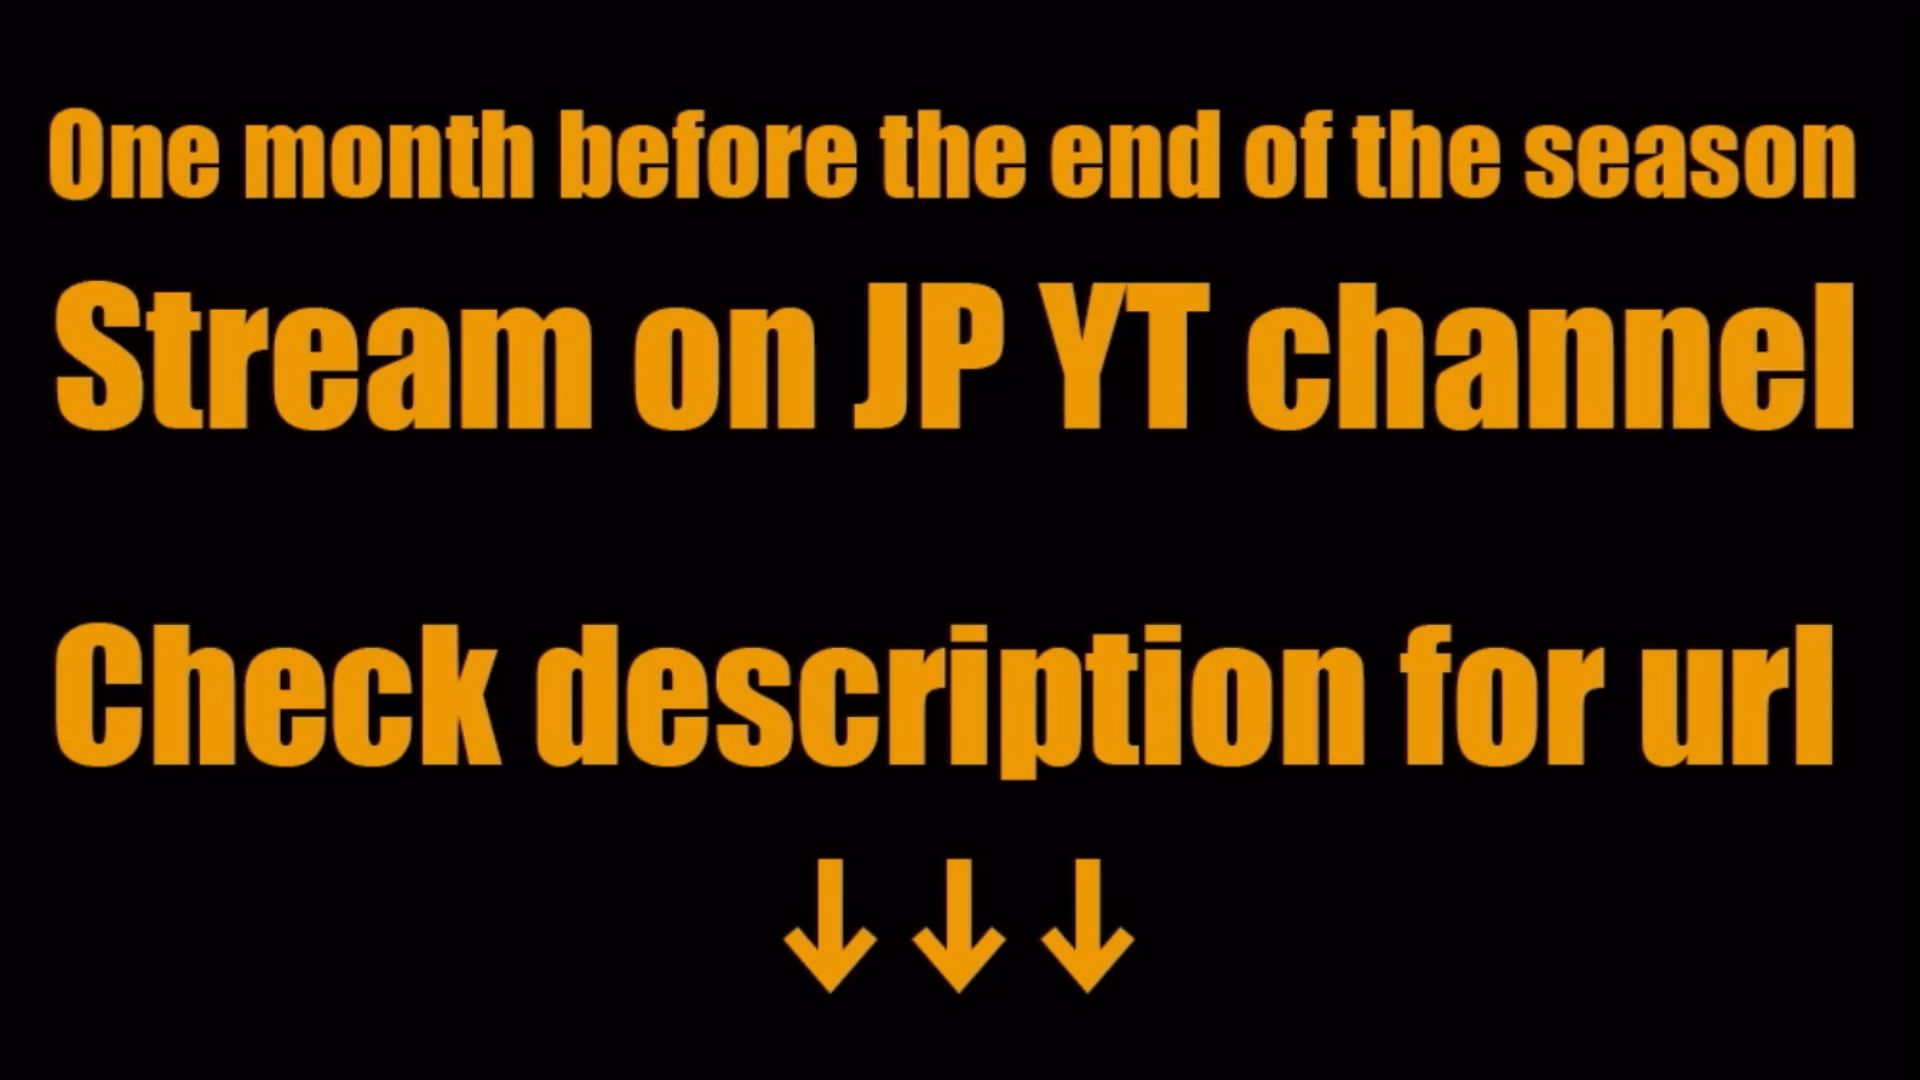 One month before the end of the season
Stream on JP YT channel
Check description for url
↓↓↓